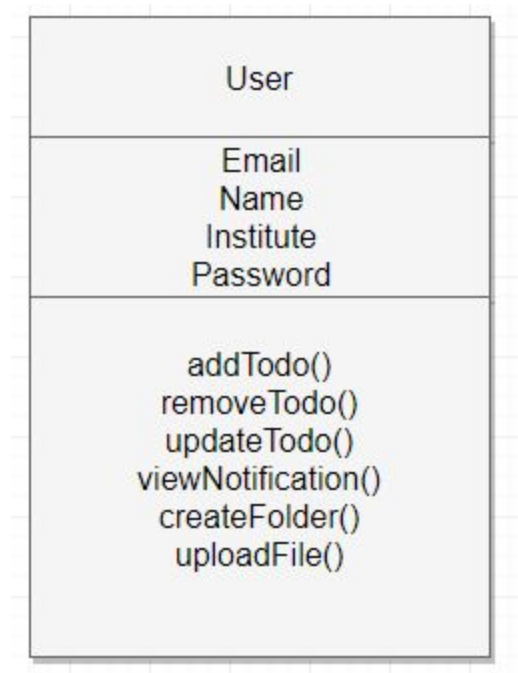 User
Email
Name
Institute
Password
addTodo()
removeTodo()
updateTodo()
viewNotification()
createFolder()
uploadFile()